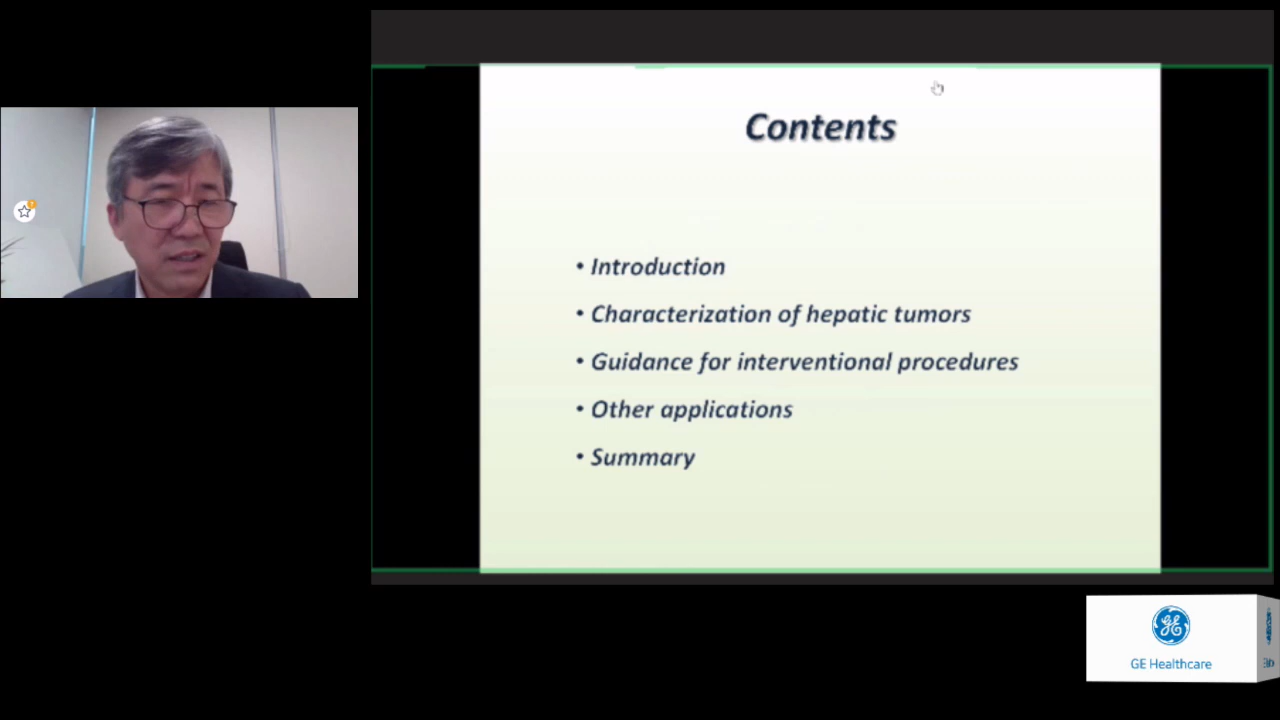 Contents
• Introduction
• Characterization of hepatic tumors
• Guidance for interventional procedures
• Other applications
• Summary
GE Healthcare